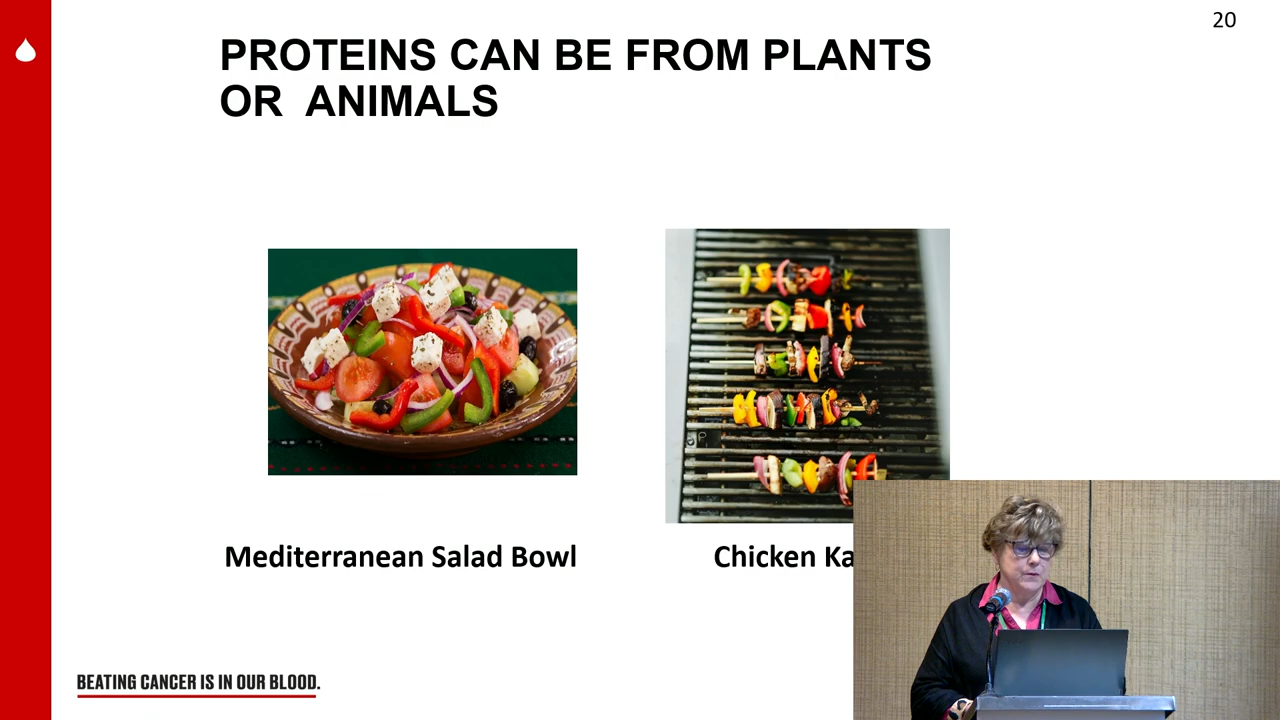 20
PROTEINS CAN BE FROM PLANTS
OR  ANIMALS
Mediterranean Salad Bowl
Chicken Ka
BEATING CANCER IS IN OUR BLOOD.